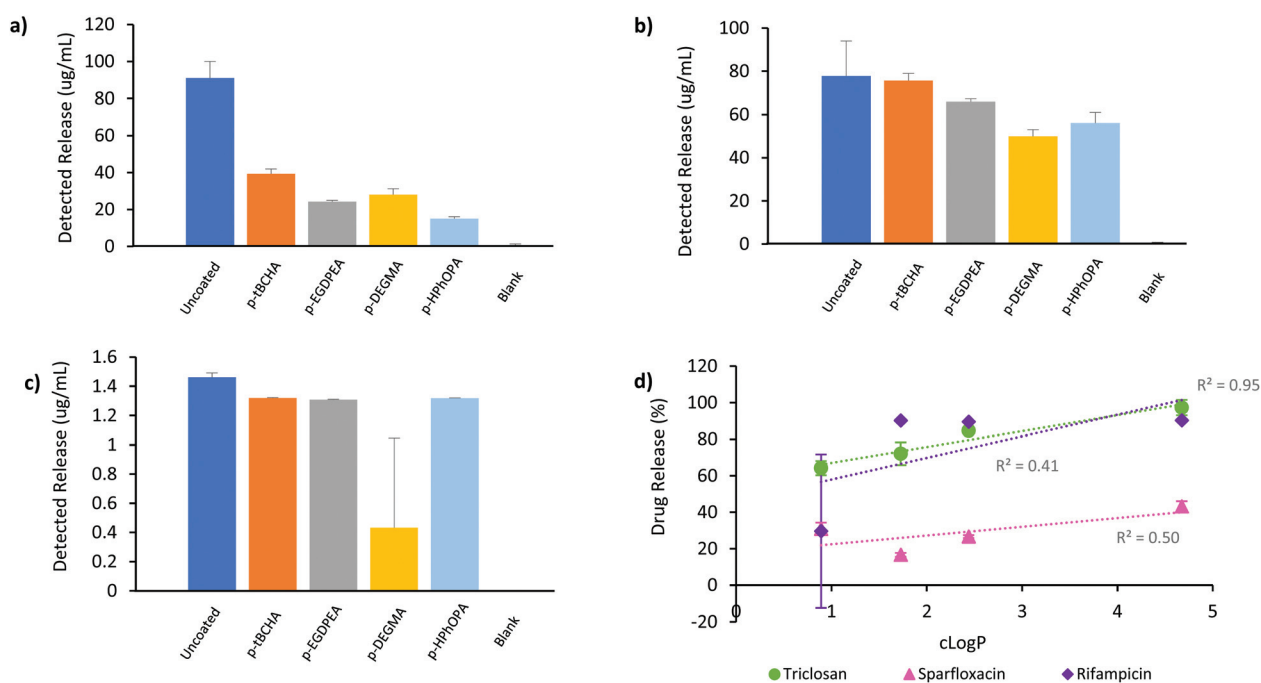 a)
Detected Release (ug/mL)
120
100
80
60
40
20
0
Uncoated
p-tBCHA
p-EGDPEA
p-DEGMA
p-HPhOPA
Blank
b)
Detected Release (ug/mL)
100
80
60
40
20
0
Uncoated
p-tBCHA
p-EGDPEA
p-DEGMA
p-HPhOPA
Blank
c)
Detected Release (ug/mL)
1.6
1.4
1.2
1
0.8
0.6
0.4
0.2
0
Uncoated
p-tBCHA
p-EGDPEA
p-DEGMA
p-HPhOPA
Blank
d)
Drug Release (%)
120
100
80
60
40
20
0
-20
R² = 0.95
R² = 0.41
R² = 0.50
0 1 2 3 4 5
cLogP
Triclosan Sparfloxacin Rifampicin